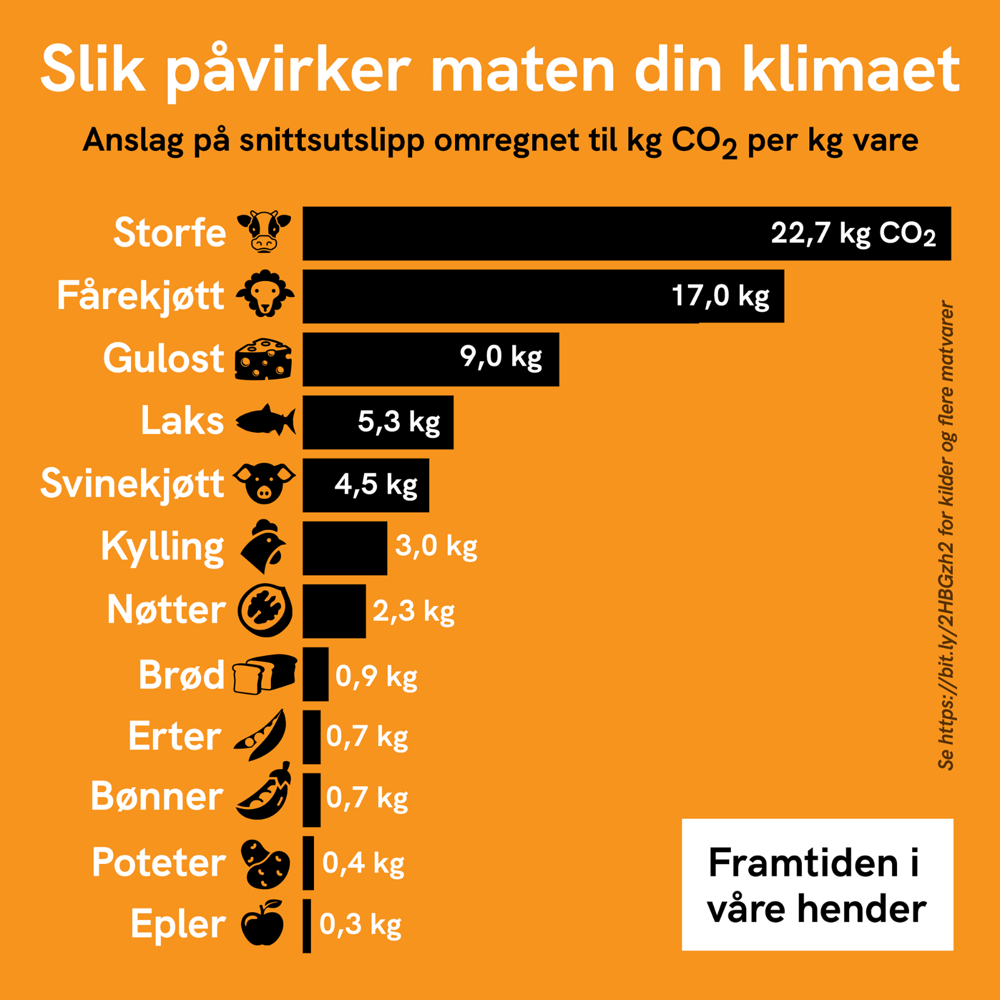 Slik påvirker maten din klimaet
Anslag på snittsutslipp omregnet til kg CO₂ per kg vare
Storfe 22,7 kg CO₂
Fårekjøtt 17,0 kg
Gulost 9,0 kg
Laks 5,3 kg
Svinekjøtt 4,5 kg
Kylling 3,0 kg
Nøtter 2,3 kg
Brød 0,9 kg
Erter 0,7 kg
Bønner 0,7 kg
Poteter 0,4 kg
Epler 0,3 kg
Se https://bit.ly/2HBGzh2 for kilder og flere matvarer
Framtiden i
våre hender